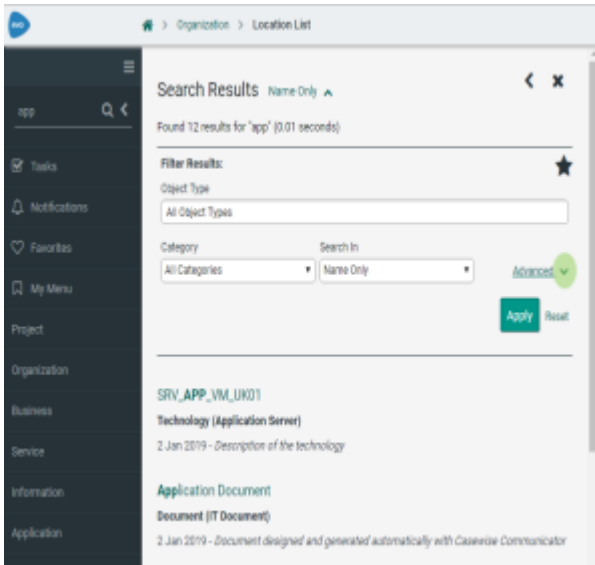 evo
> Organization > Location List
app
Tasks
Notifications
Favorites
My Menu
Project
Organization
Business
Service
Information
Application
Search Results Name Only
Found 12 results for "app" (0.01 seconds)
Filter Results:
Object Type
All Object Types
Category Search In
All Categories Name Only Advanced
Apply Reset
SRV_APP_VM_UK01
Technology (Application Server)
2 Jan 2019 - Description of the technology
Application Document
Document (IT Document)
2 Jan 2019 - Document designed and generated automatically with Casewise Communicator